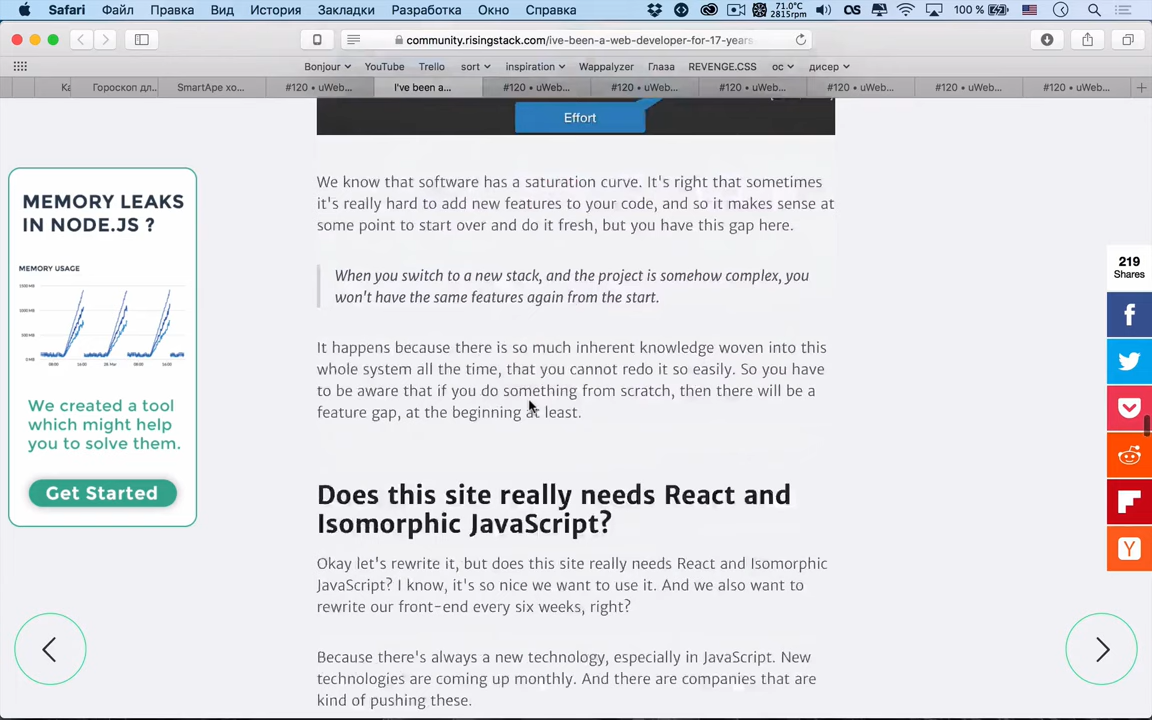 Safari Файл Правка Вид История Закладки Разработка Окно Справка 71.0°C 2815rpm 100 %
community.risingstack.com/ive-been-a-web-developer-for-17-years-
Bonjour YouTube Trello sort inspiration Wappalyzer Глаза REVENGE.CSS ос дисер
Ка Гороскоп дл... SmartApe хо... #120 • uWeb... I've been a... #120 • uWeb... #120 • uWeb... #120 • uWeb... #120 • uWeb... #120 • uWeb... #120 • uWeb...
Effort
We know that software has a saturation curve. It's right that sometimes
it's really hard to add new features to your code, and so it makes sense at
some point to start over and do it fresh, but you have this gap here.
When you switch to a new stack, and the project is somehow complex, you
won't have the same features again from the start.
It happens because there is so much inherent knowledge woven into this
whole system all the time, that you cannot redo it so easily. So you have
to be aware that if you do something from scratch, then there will be a
feature gap, at the beginning at least.
Does this site really needs React and
Isomorphic JavaScript?
Okay let's rewrite it, but does this site really needs React and Isomorphic
JavaScript? I know, it's so nice we want to use it. And we also want to
rewrite our front-end every six weeks, right?
Because there's always a new technology, especially in JavaScript. New
technologies are coming up monthly. And there are companies that are
kind of pushing these.
MEMORY LEAKS
IN NODE.JS ?
MEMORY USAGE
We created a tool
which might help
you to solve them.
Get Started
219
Shares